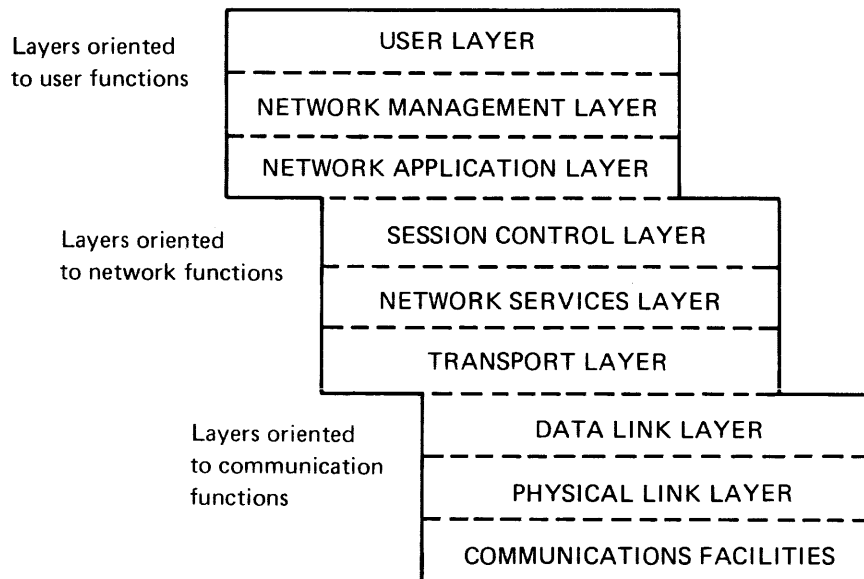 Layers oriented
to user functions
USER LAYER
NETWORK MANAGEMENT LAYER
NETWORK APPLICATION LAYER
Layers oriented
to network functions
SESSION CONTROL LAYER
NETWORK SERVICES LAYER
TRANSPORT LAYER
Layers oriented
to communication
functions
DATA LINK LAYER
PHYSICAL LINK LAYER
COMMUNICATIONS FACILITIES